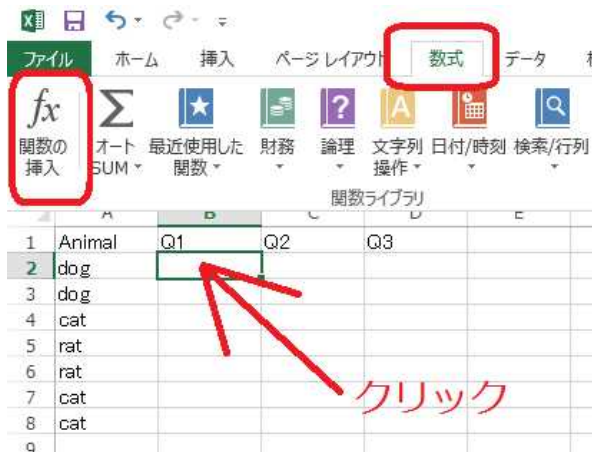 ファイル ホーム 挿入 ページ レイアウト 数式 データ
fx Σ ? A
関数の 挿入 オート SUM 最近使用した 関数 財務 論理 文字列 操作 日付/時刻 検索/行列
関数ライブラリ
A B C D E
1 Animal Q1 Q2 Q3
2 dog
3 dog
4 cat
5 rat
6 rat
7 cat
8 cat
9
クリック